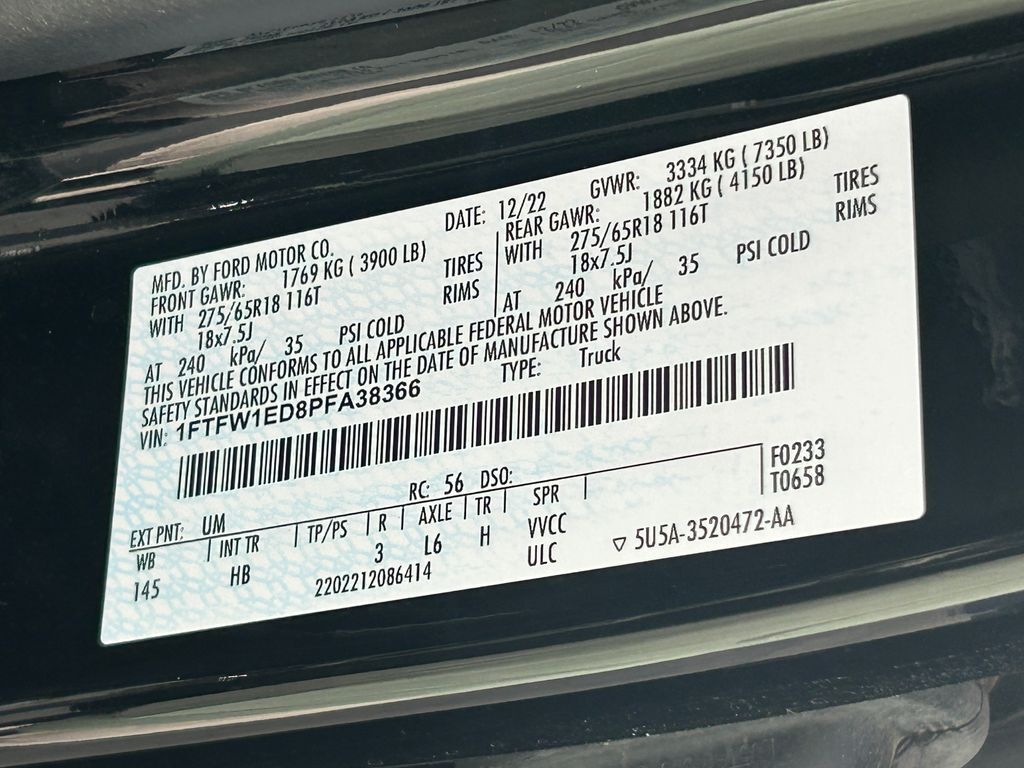 MFD. BY FORD MOTOR CO.
DATE: 12/22 GVWR: 3334 KG ( 7350 LB)
FRONT GAWR: 1769 KG ( 3900 LB)
WITH 275/65R18 116T TIRES
18x7.5J RIMS
AT 240 kPa/ 35 PSI COLD
REAR GAWR: 1882 KG ( 4150 LB)
WITH 275/65R18 116T TIRES
18x7.5J RIMS
AT 240 kPa/ 35 PSI COLD
THIS VEHICLE CONFORMS TO ALL APPLICABLE FEDERAL MOTOR VEHICLE
SAFETY STANDARDS IN EFFECT ON THE DATE OF MANUFACTURE SHOWN ABOVE.
VIN: 1FTFW1ED8PFA38366 TYPE: Truck
EXT PNT: UM RC: 56 DSO: F0233
T0658
WB INT TR TP/PS R AXLE TR SPR
145 HB 3 L6 H VVCC
2202212086414 ULC ▽ 5U5A-3520472-AA